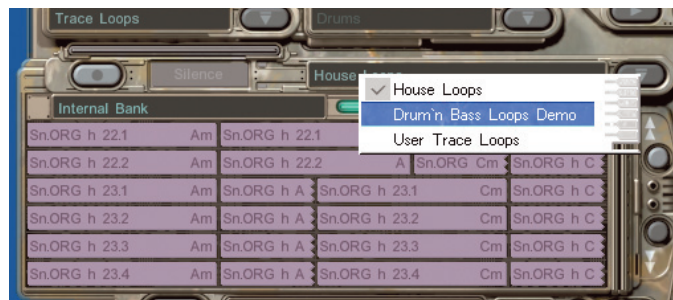 Trace Loops Drums
Silence House Loops
House Loops
Drum`n Bass Loops Demo
User Trace Loops
Internal Bank
Sn.ORG h 22.1 Am Sn.ORG h 22.1
Sn.ORG h 22.2 Am Sn.ORG h 22.2 A Sn.ORG Cm Sn.ORG h C
Sn.ORG h 23.1 Am Sn.ORG h A Sn.ORG h 23.1 Cm Sn.ORG h C
Sn.ORG h 23.2 Am Sn.ORG h A Sn.ORG h 23.2 Cm Sn.ORG h C
Sn.ORG h 23.3 Am Sn.ORG h A Sn.ORG h 23.3 Cm Sn.ORG h C
Sn.ORG h 23.4 Am Sn.ORG h A Sn.ORG h 23.4 Cm Sn.ORG h C